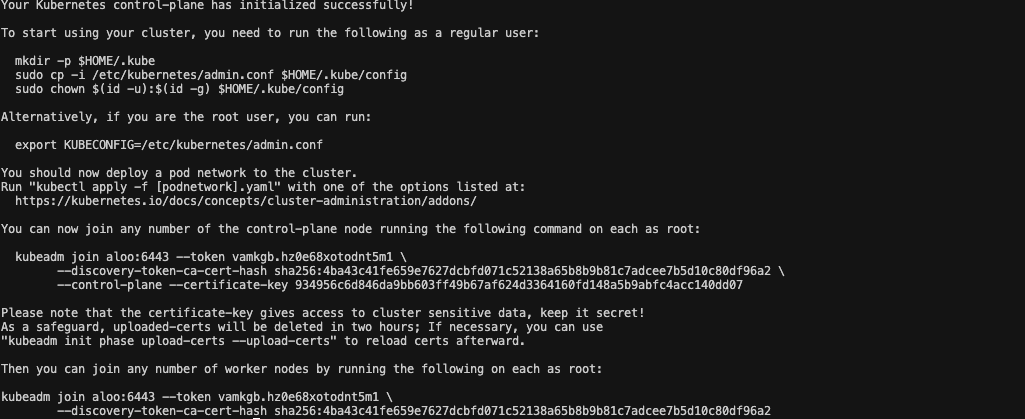 Your Kubernetes control-plane has initialized successfully!
To start using your cluster, you need to run the following as a regular user:
mkdir -p $HOME/.kube
sudo cp -i /etc/kubernetes/admin.conf $HOME/.kube/config
sudo chown $(id -u):$(id -g) $HOME/.kube/config
Alternatively, if you are the root user, you can run:
export KUBECONFIG=/etc/kubernetes/admin.conf
You should now deploy a pod network to the cluster.
Run "kubectl apply -f [podnetwork].yaml" with one of the options listed at:
https://kubernetes.io/docs/concepts/cluster-administration/addons/
You can now join any number of the control-plane node running the following command on each as root:
kubeadm join aloo:6443 --token vamkgb.hz0e68xotodnt5m1 \
--discovery-token-ca-cert-hash sha256:4ba43c41fe659e7627dcbfd071c52138a65b8b9b81c7adcee7b5d10c80df96a2 \
--control-plane --certificate-key 934956c6d846da9bb603ff49b67af624d3364160fd148a5b9abfc4acc140dd07
Please note that the certificate-key gives access to cluster sensitive data, keep it secret!
As a safeguard, uploaded-certs will be deleted in two hours; If necessary, you can use
"kubeadm init phase upload-certs --upload-certs" to reload certs afterward.
Then you can join any number of worker nodes by running the following on each as root:
kubeadm join aloo:6443 --token vamkgb.hz0e68xotodnt5m1 \
--discovery-token-ca-cert-hash sha256:4ba43c41fe659e7627dcbfd071c52138a65b8b9b81c7adcee7b5d10c80df96a2